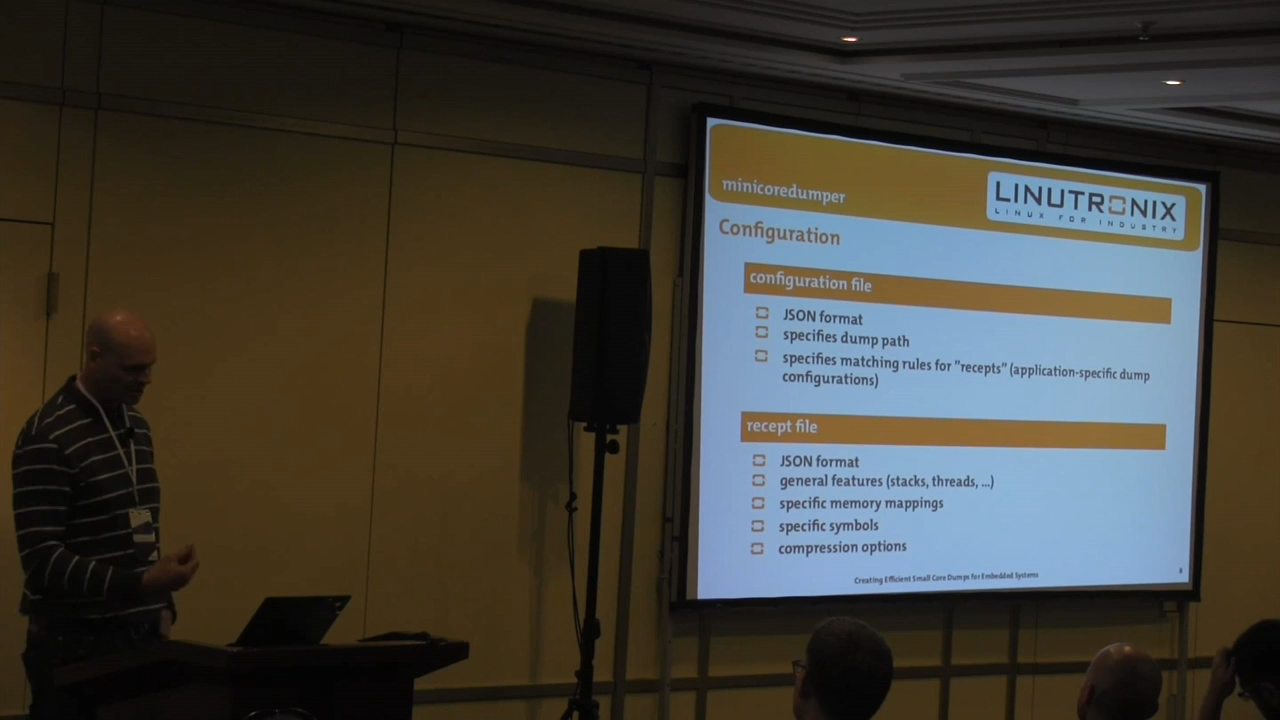 minicoredumper
LINUTRONIX
LINUX FOR INDUSTRY
Configuration
configuration file
JSON format
specifies dump path
specifies matching rules for "recepts" (application-specific dump
configurations)
recept file
JSON format
general features (stacks, threads, ...)
specific memory mappings
specific symbols
compression options
Creating Efficient Small Core Dumps for Embedded Systems